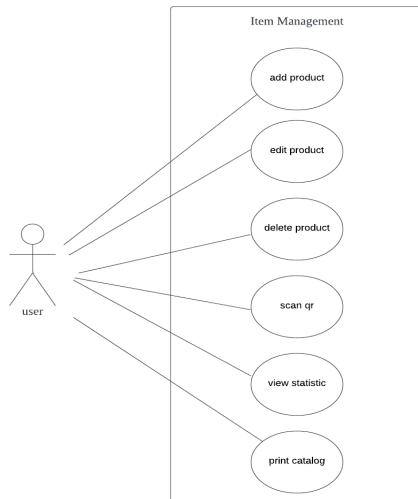 Item Management
add product
edit product
delete product
scan qr
user
view statistic
print catalog